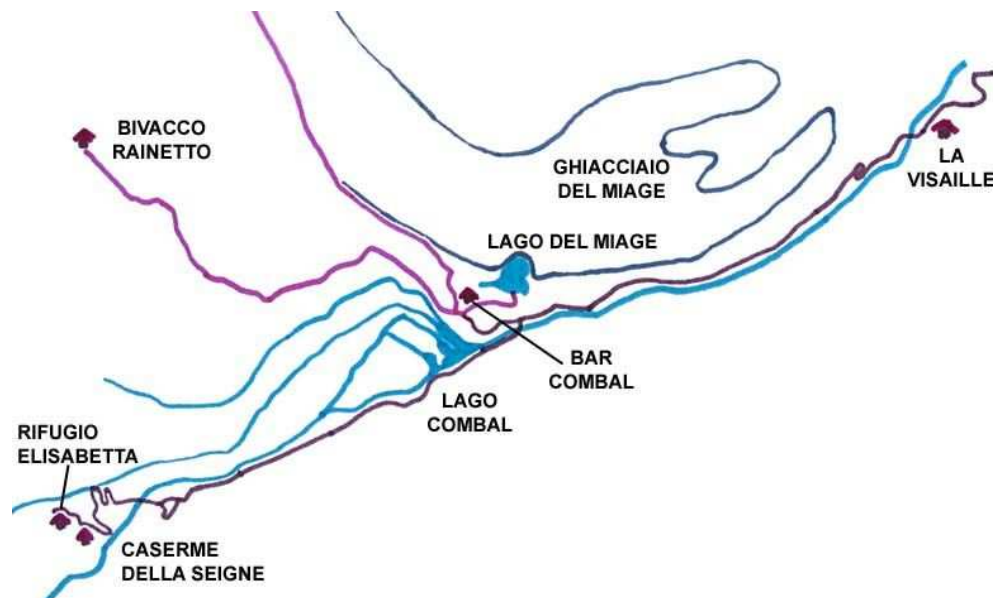 BIVACCO
RAINETTO
GHIACCIAIO
DEL MIAGE
LA
VISAILLE
LAGO DEL MIAGE
BAR
COMBAL
LAGO
COMBAL
RIFUGIO
ELISABETTA
CASERME
DELLA SEIGNE